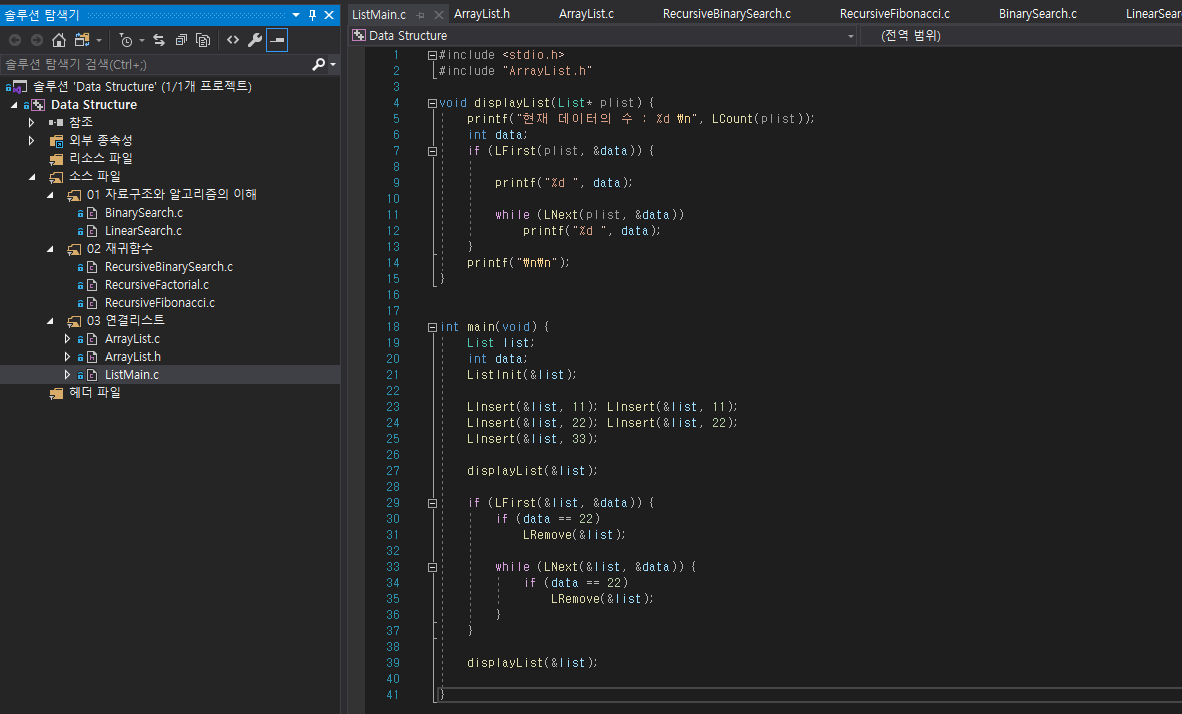 솔루션 탐색기
솔루션 탐색기 검색(Ctrl+;)
솔루션 'Data Structure' (1/1개 프로젝트)
Data Structure
참조
외부 종속성
리소스 파일
소스 파일
01 자료구조와 알고리즘의 이해
BinarySearch.c
LinearSearch.c
02 재귀함수
RecursiveBinarySearch.c
RecursiveFactorial.c
RecursiveFibonacci.c
03 연결리스트
ArrayList.c
ArrayList.h
ListMain.c
헤더 파일
ListMain.c ArrayList.h ArrayList.c RecursiveBinarySearch.c RecursiveFibonacci.c BinarySearch.c LinearSear
Data Structure (전역 범위)
1 #include <stdio.h>
2 #include "ArrayList.h"
3
4 void displayList(List* plist) {
5 printf("현재 데이터의 수 : %d ₩n", LCount(plist));
6 int data;
7 if (LFirst(plist, &data)) {
8
9 printf("%d ", data);
10
11 while (LNext(plist, &data))
12 printf("%d ", data);
13 }
14 printf("₩n₩n");
15 }
16
17
18 int main(void) {
19 List list;
20 int data;
21 ListInit(&list);
22
23 LInsert(&list, 11); LInsert(&list, 11);
24 LInsert(&list, 22); LInsert(&list, 22);
25 LInsert(&list, 33);
26
27 displayList(&list);
28
29 if (LFirst(&list, &data)) {
30 if (data == 22)
31 LRemove(&list);
32
33 while (LNext(&list, &data)) {
34 if (data == 22)
35 LRemove(&list);
36 }
37 }
38
39 displayList(&list);
40
41 }